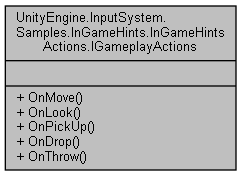 UnityEngine.InputSystem.
Samples.InGameHints.InGameHints
Actions.IGameplayActions
+ OnMove()
+ OnLook()
+ OnPickUp()
+ OnDrop()
+ OnThrow()